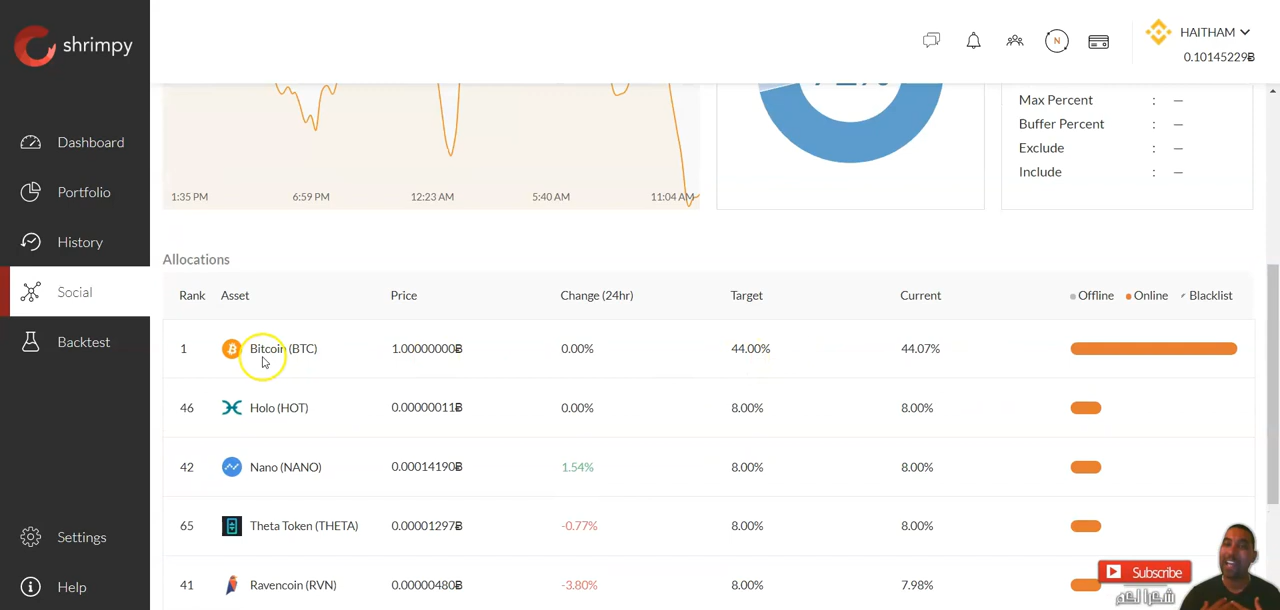 shrimpy
HAITHAM
0.10145229Ƀ
N
Dashboard
Portfolio
History
Social
Backtest
Settings
Help
1:35 PM
6:59 PM
12:23 AM
5:40 AM
11:04 AM
Max Percent : —
Buffer Percent : —
Exclude : —
Include : —
Allocations
Rank Asset Price Change (24hr) Target Current Offline Online Blacklist
1 Bitcoin (BTC) 1.00000000Ƀ 0.00% 44.00% 44.07%
46 Holo (HOT) 0.00000011Ƀ 0.00% 8.00% 8.00%
42 Nano (NANO) 0.00014190Ƀ 1.54% 8.00% 8.00%
65 Theta Token (THETA) 0.00001297Ƀ -0.77% 8.00% 8.00%
41 Ravencoin (RVN) 0.00000480Ƀ -3.80% 8.00% 7.98%
Subscribe
شكرا لكم